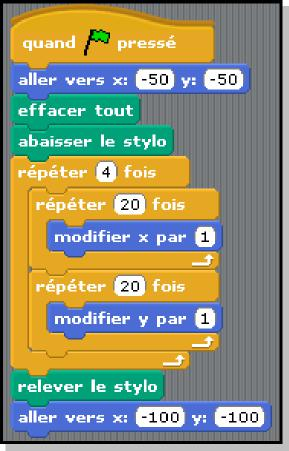 quand pressé
aller vers x: -50 y: -50
effacer tout
abaisser le stylo
répéter 4 fois
répéter 20 fois
modifier x par 1
répéter 20 fois
modifier y par 1
relever le stylo
aller vers x: -100 y: -100